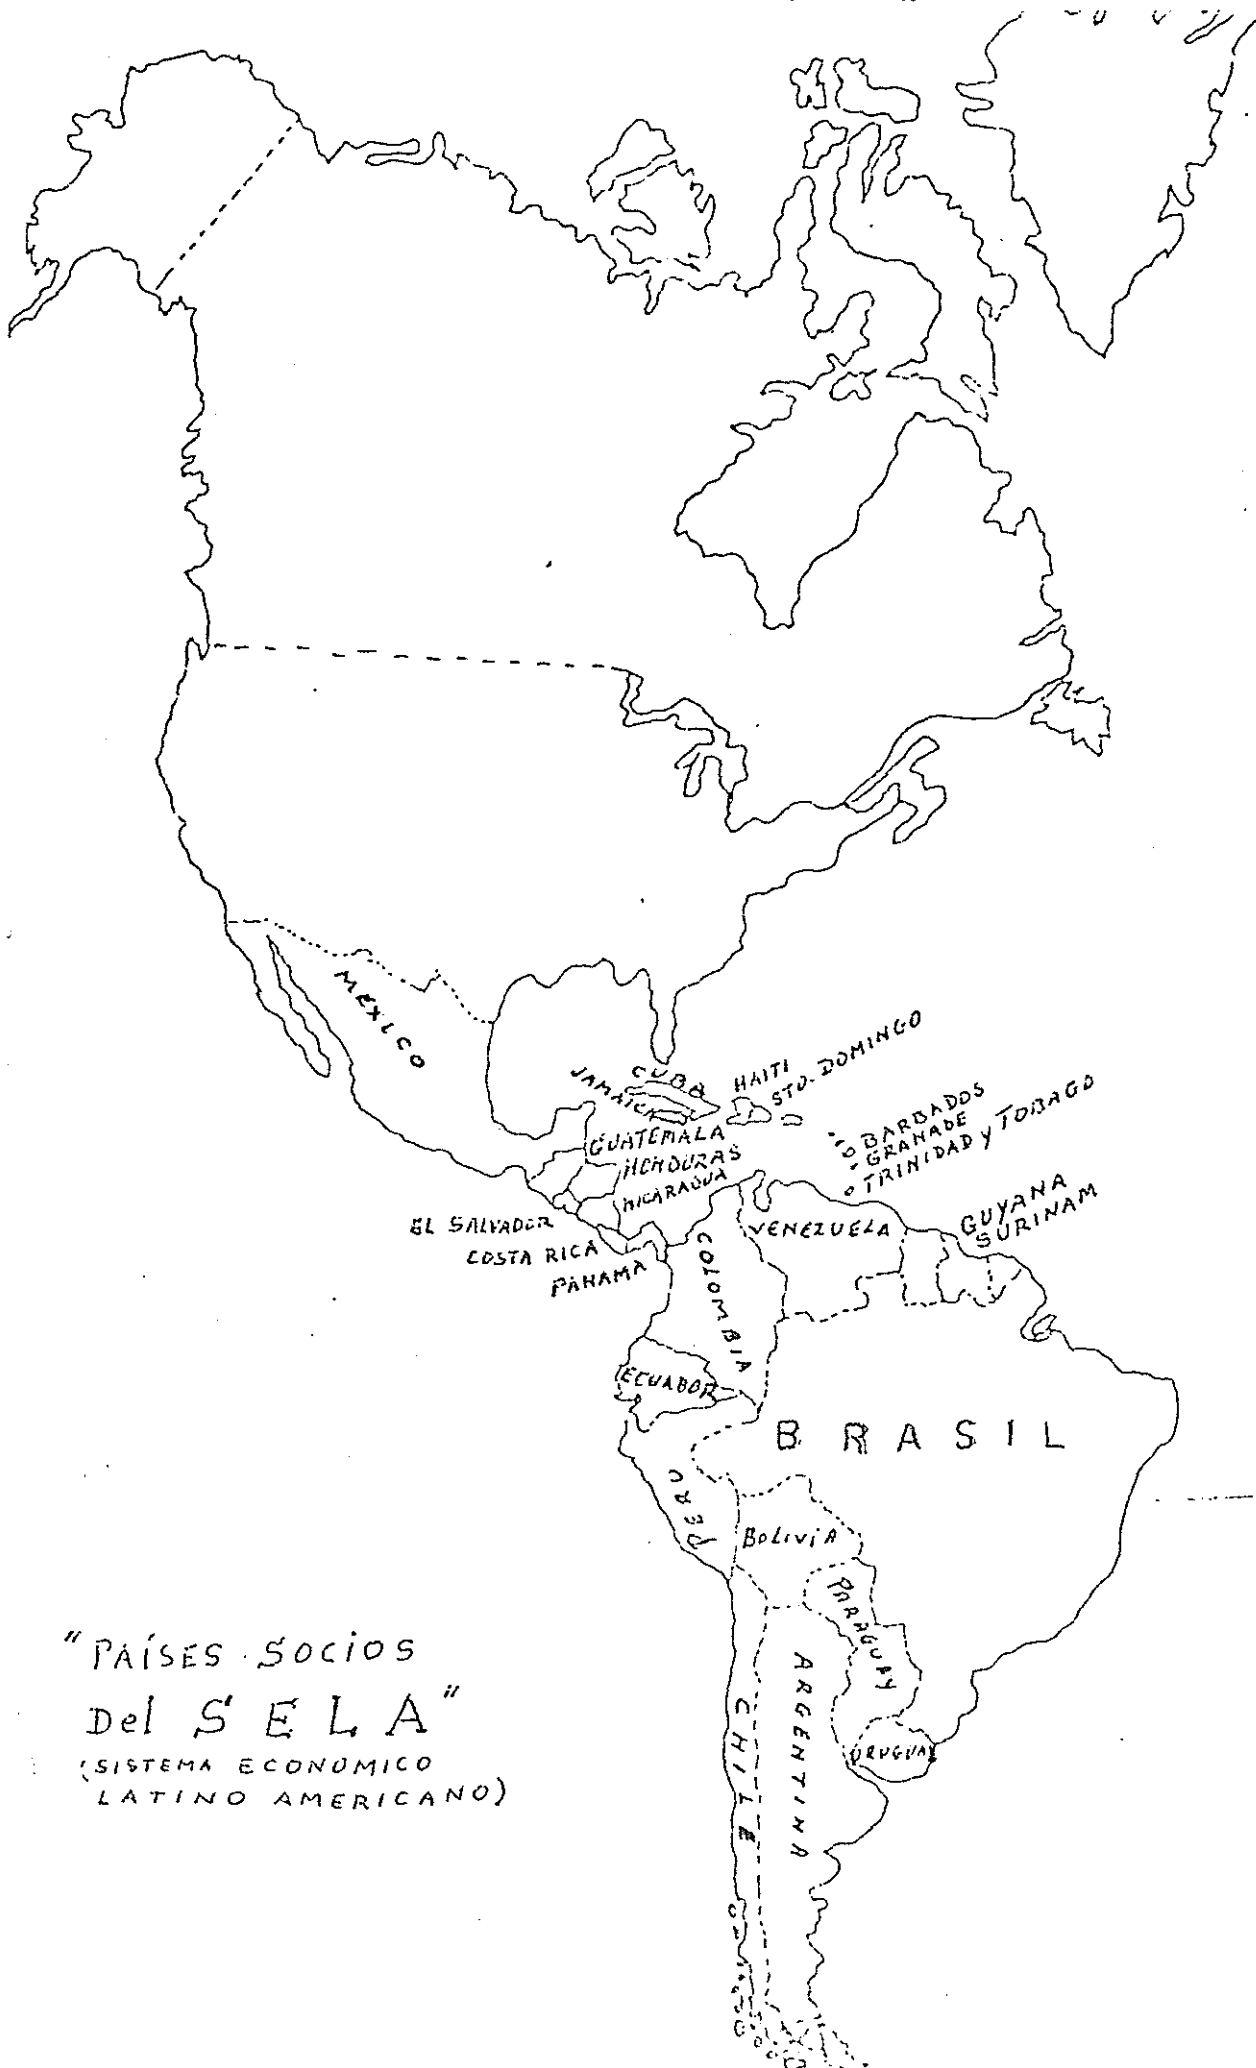 MEXICO
CUBA
JAMAICA
HAITI
STO. DOMINGO
BARBADOS
GRANADE
TRINIDAD y TOBAGO
GUATEMALA
HONDURAS
NICARAGUA
EL SALVADOR
COSTA RICA
PANAMA
VENEZUELA
GUYANA
SURINAM
COLOMBIA
ECUADOR
BRASIL
PERU
BOLIVIA
PARAGUAY
ARGENTINA
CHILE
URUGUAY
"PAÍSES SOCIOS
Del SELA"
(SISTEMA ECONOMICO
LATINO AMERICANO)